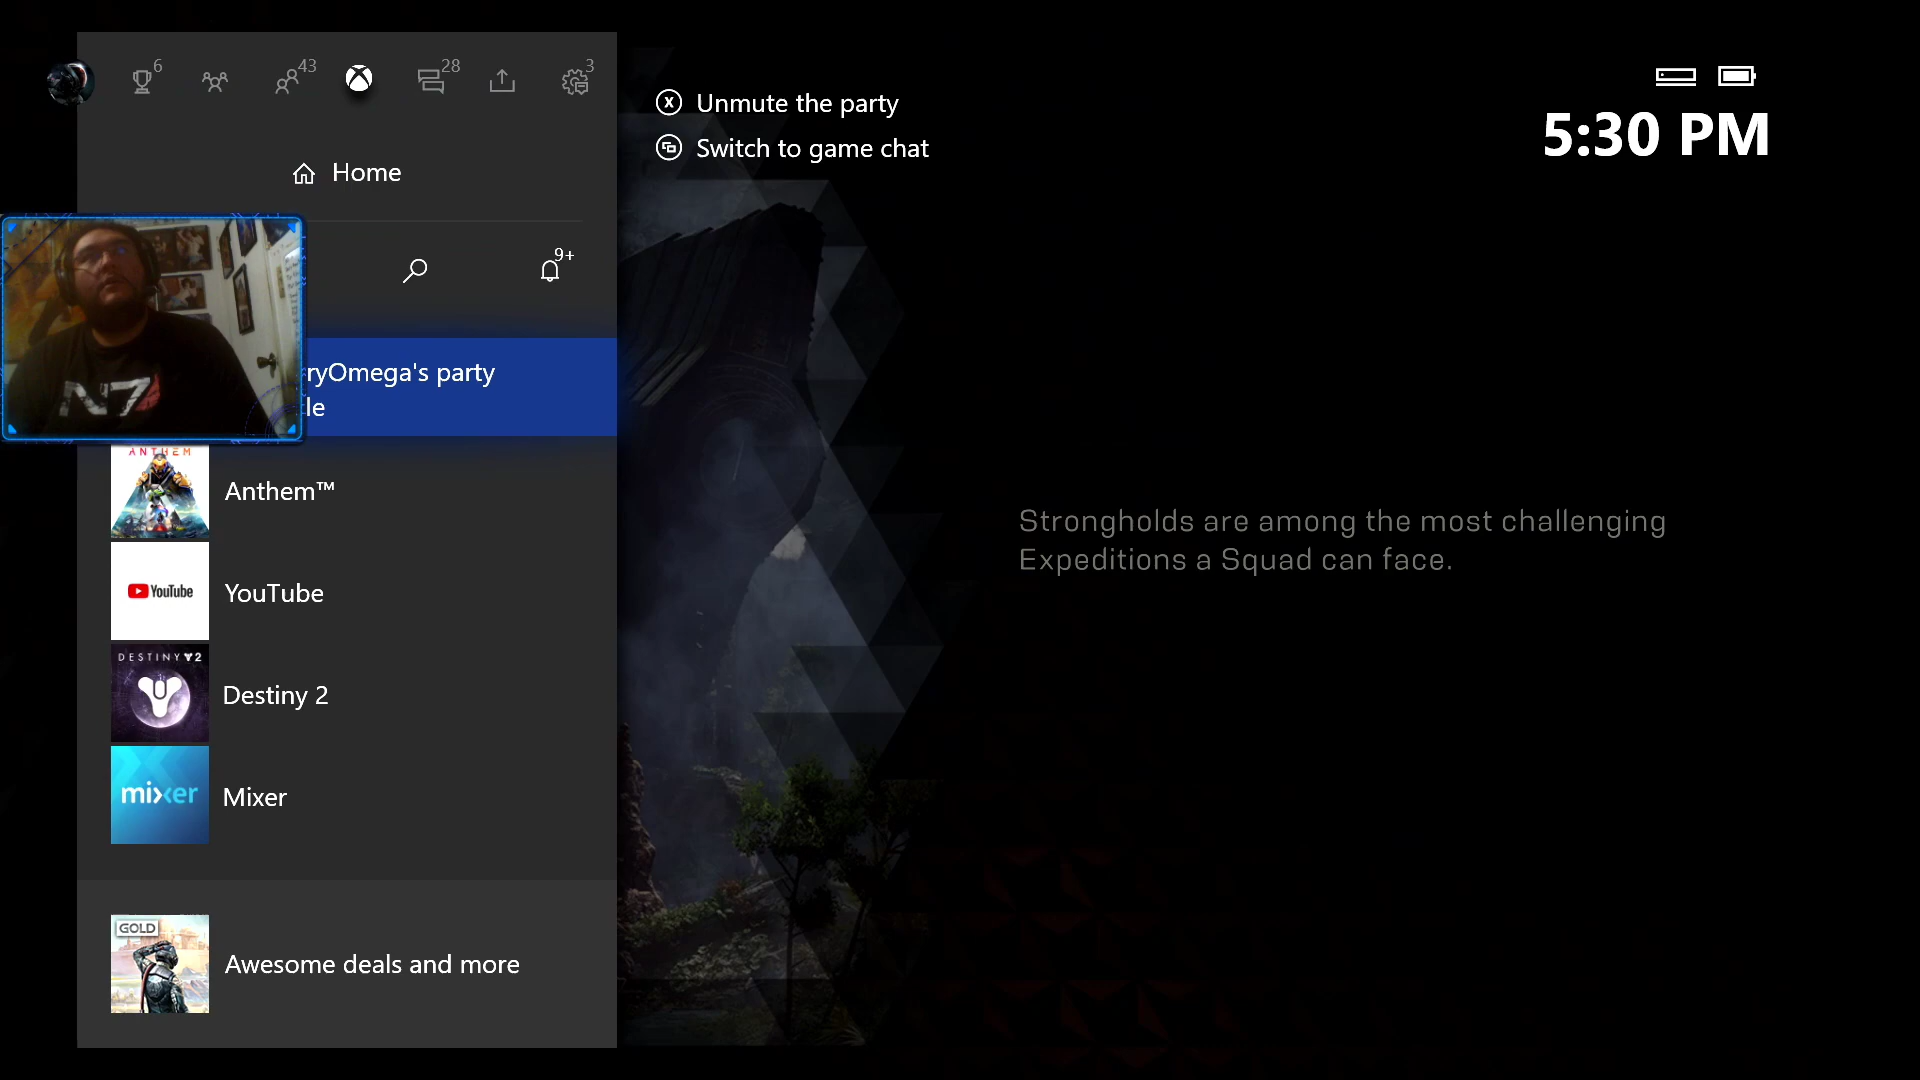 6
43
28
3
X Unmute the party
Switch to game chat
5:30 PM
Home
9+
N7
ryOmega's party
le
ANTHEM
Anthem™
YouTube
YouTube
DESTINY 2
Destiny 2
mixer
Mixer
Strongholds are among the most challenging
Expeditions a Squad can face.
GOLD
Awesome deals and more